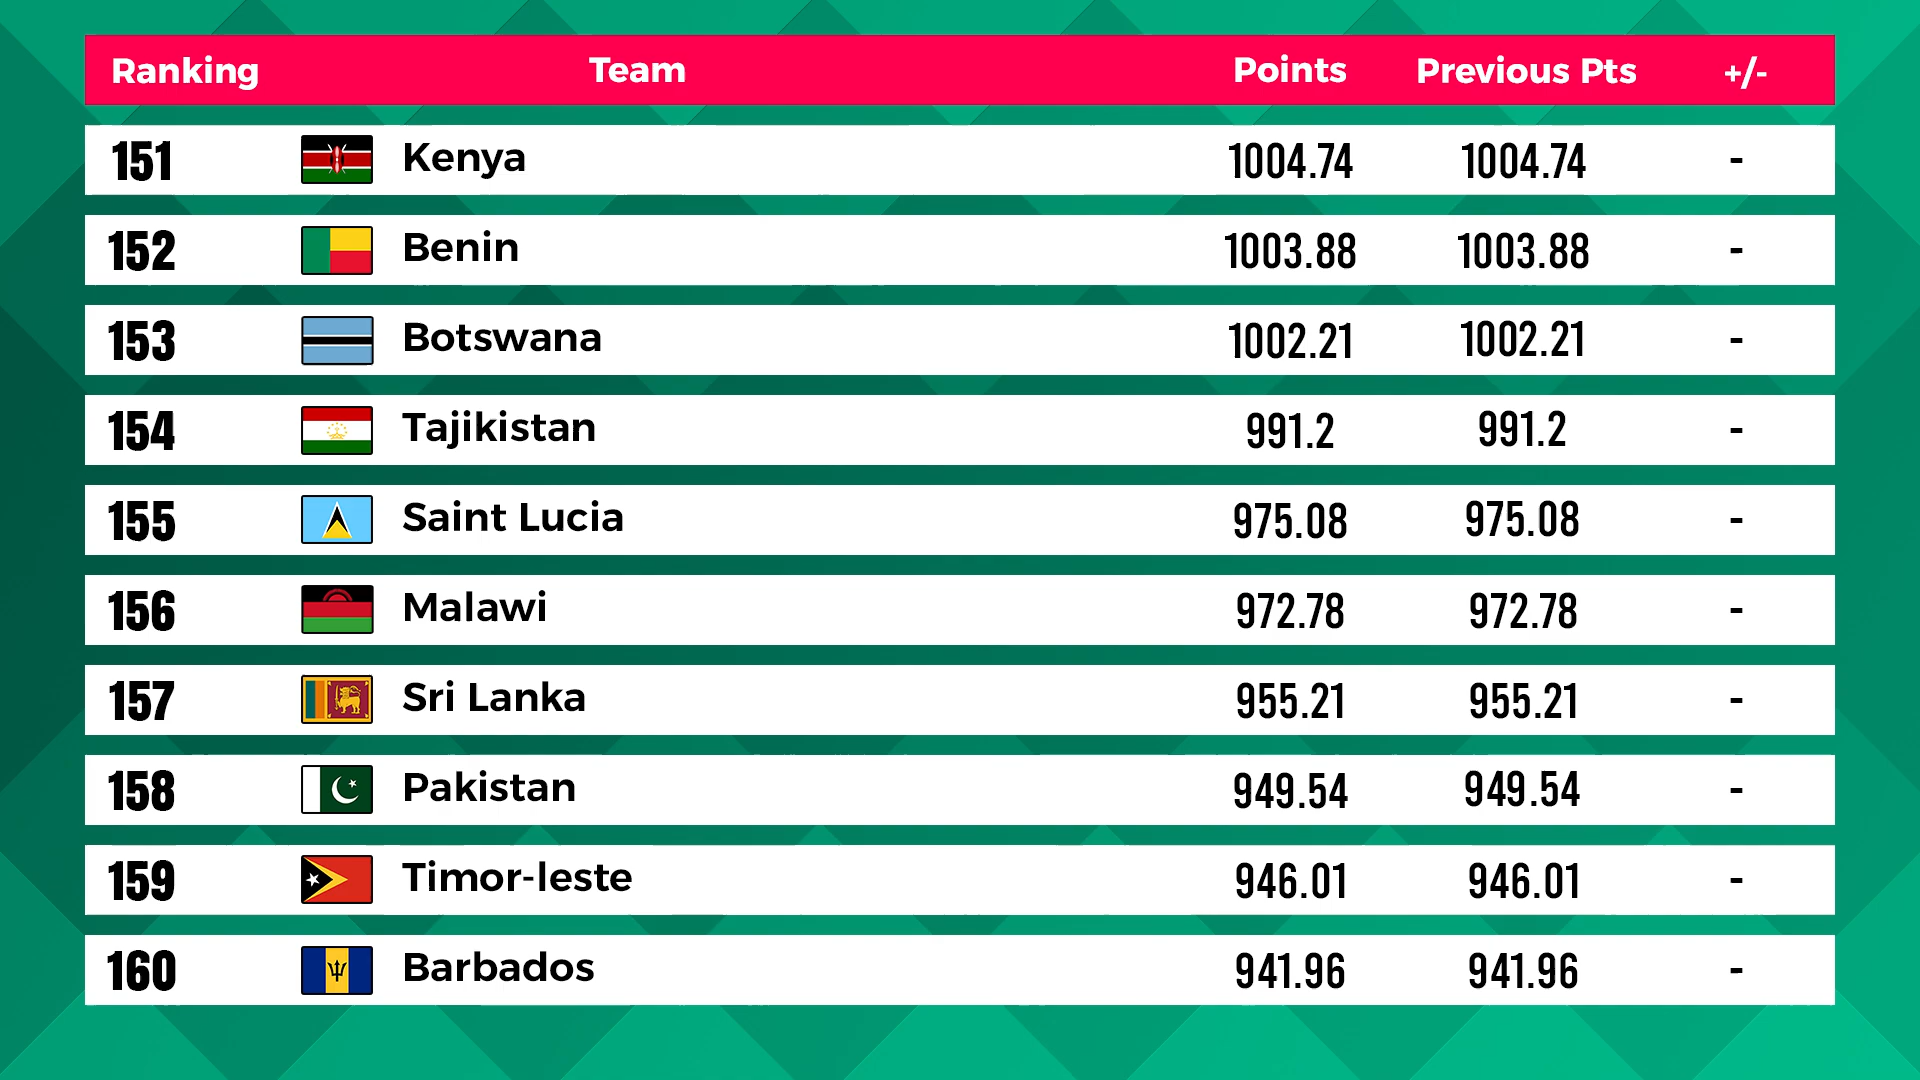 Ranking Team Points Previous Pts +/-
151 Kenya 1004.74 1004.74 -
152 Benin 1003.88 1003.88 -
153 Botswana 1002.21 1002.21 -
154 Tajikistan 991.2 991.2 -
155 Saint Lucia 975.08 975.08 -
156 Malawi 972.78 972.78 -
157 Sri Lanka 955.21 955.21 -
158 Pakistan 949.54 949.54 -
159 Timor-leste 946.01 946.01 -
160 Barbados 941.96 941.96 -